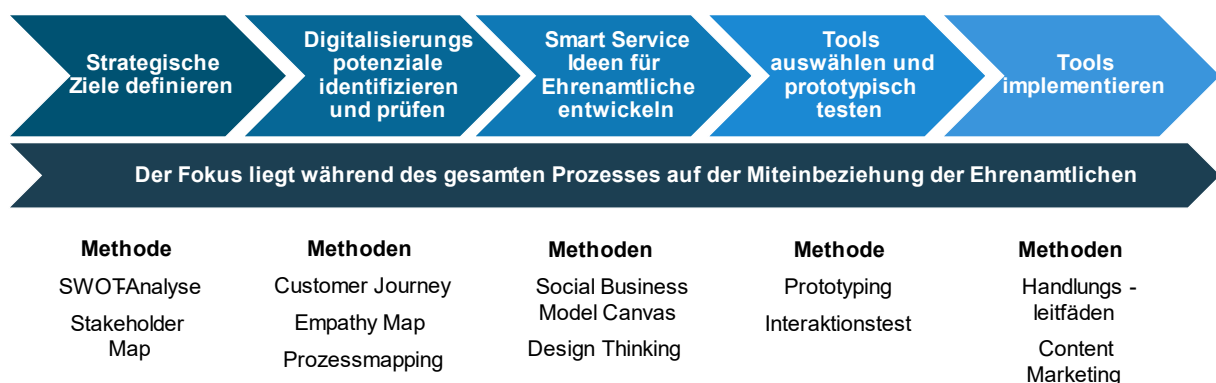 Strategische
Ziele definieren
Digitalisierungs
potenziale
identifizieren
und prüfen
Smart Service
Ideen für
Ehrenamtliche
entwickeln
Tools
auswählen und
prototypisch
testen
Tools
implementieren
Der Fokus liegt während des gesamten Prozesses auf der Miteinbeziehung der Ehrenamtlichen
Methode
SWOT-Analyse
Stakeholder
Map
Methoden
Customer Journey
Empathy Map
Prozessmapping
Methoden
Social Business
Model Canvas
Design Thinking
Methode
Prototyping
Interaktionstest
Methoden
Handlungs -
leitfäden
Content
Marketing